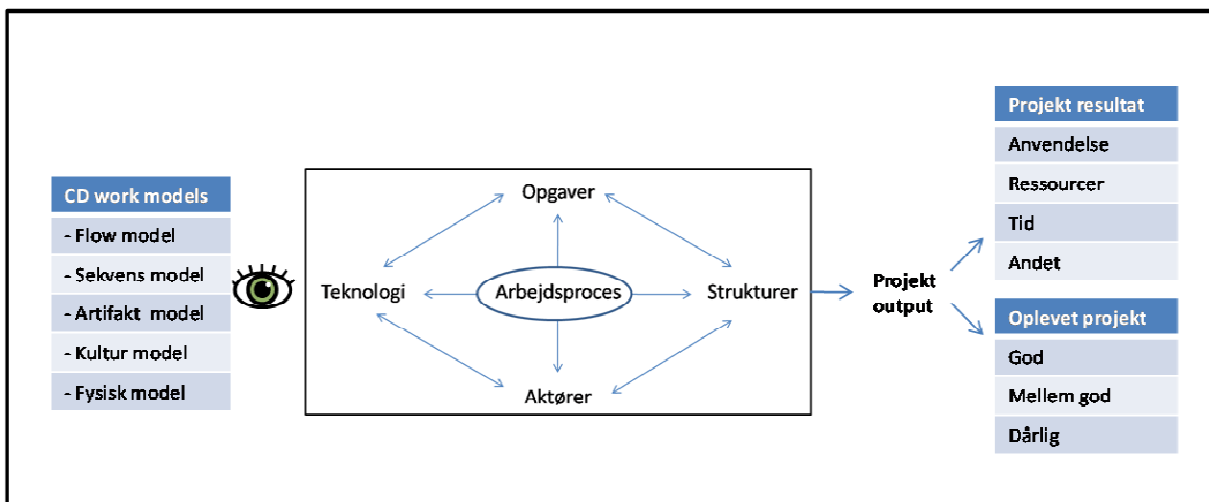 CD work models
- Flow model
- Sekvens model
- Artifakt model
- Kultur model
- Fysisk model
Opgaver
Teknologi
Arbejdsproces
Strukturer
Aktører
Projekt
output
Projekt resultat
Anvendelse
Ressourcer
Tid
Andet
Oplevet projekt
God
Mellem god
Dårlig